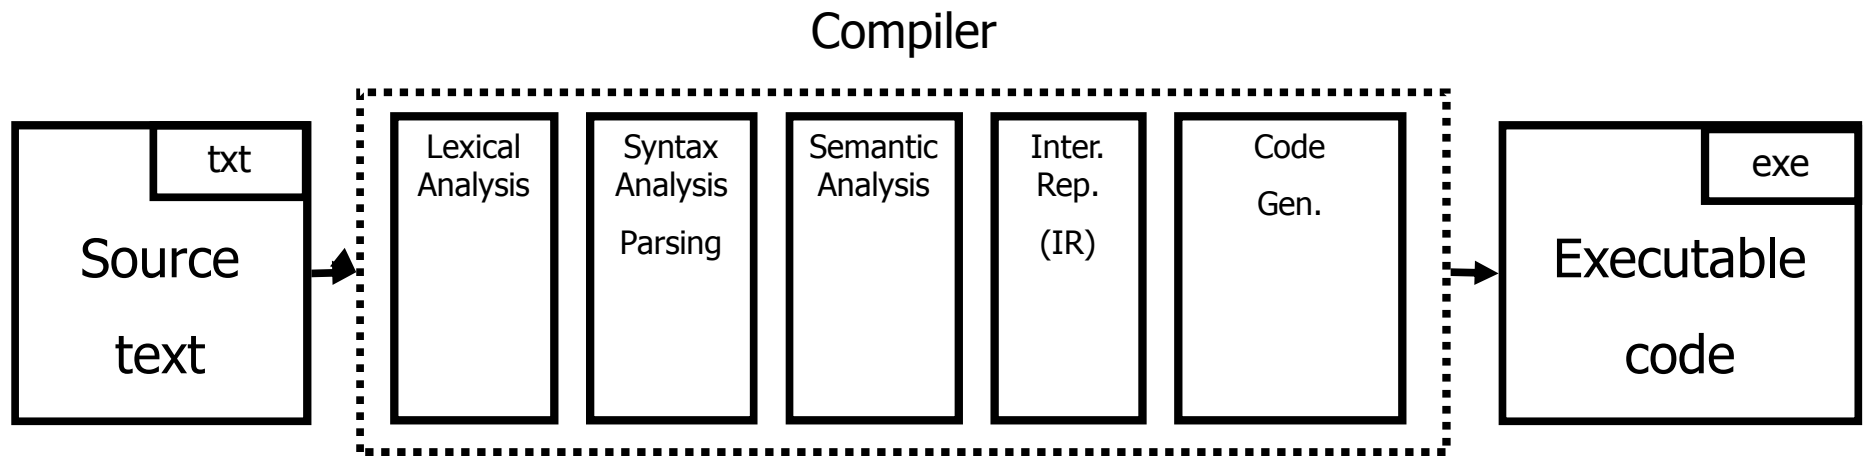 Compiler
txt
Source
text
Lexical
Analysis
Syntax
Analysis
Parsing
Semantic
Analysis
Inter.
Rep.
(IR)
Code
Gen.
exe
Executable
code